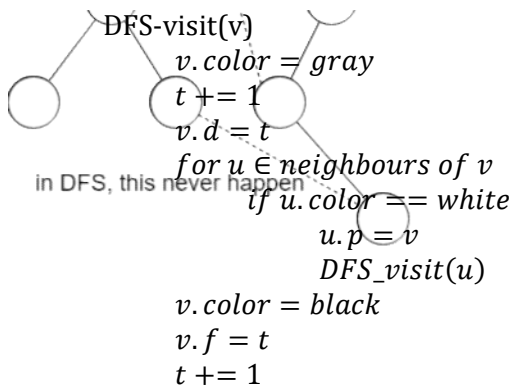 DFS-visit(v)
v.color = gray
t += 1
v.d = t
for u ∈ neighbours of v
in DFS, this never happen
if u.color == white
u.p = v
DFS_visit(u)
v.color = black
v.f = t
t += 1